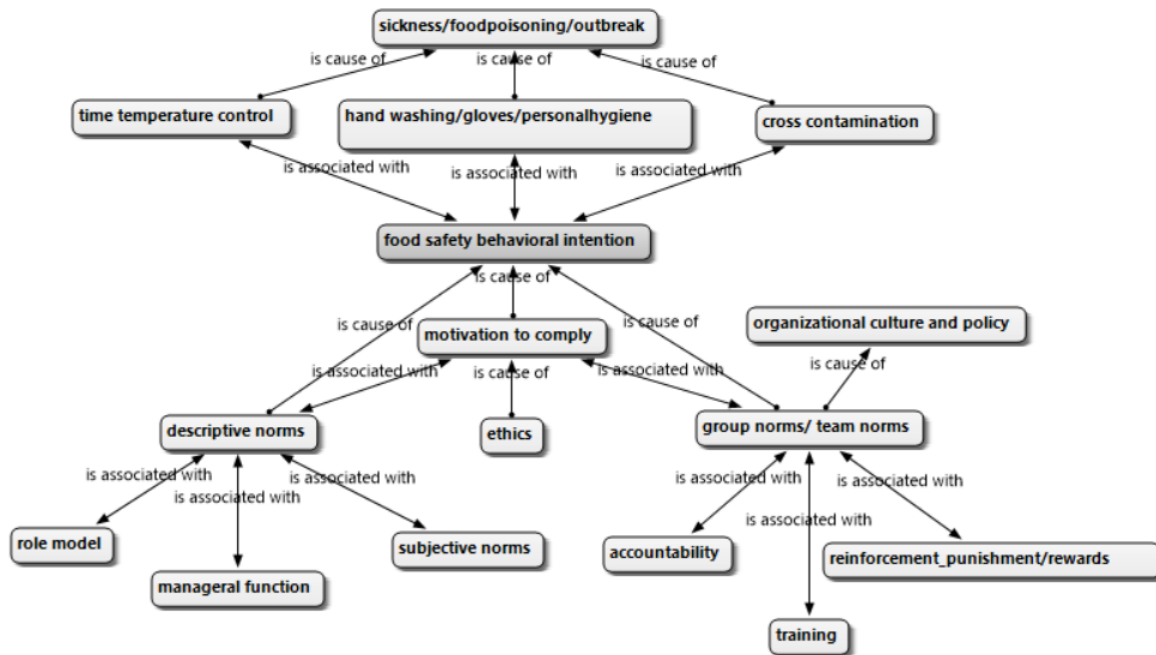 sickness/foodpoisoning/outbreak
is cause of
is cause of
is cause of
time temperature control
hand washing/gloves/personalhygiene
cross contamination
is associated with
is associated with
is associated with
food safety behavioral intention
is cause of
is cause of
is cause of
organizational culture and policy
motivation to comply
is cause of
is associated with
is cause of
is associated with
descriptive norms
ethics
group norms/ team norms
is associated with
is associated with
is associated with
is associated with
is associated with
is associated with
role model
subjective norms
accountability
reinforcement_punishment/rewards
manageral function
training